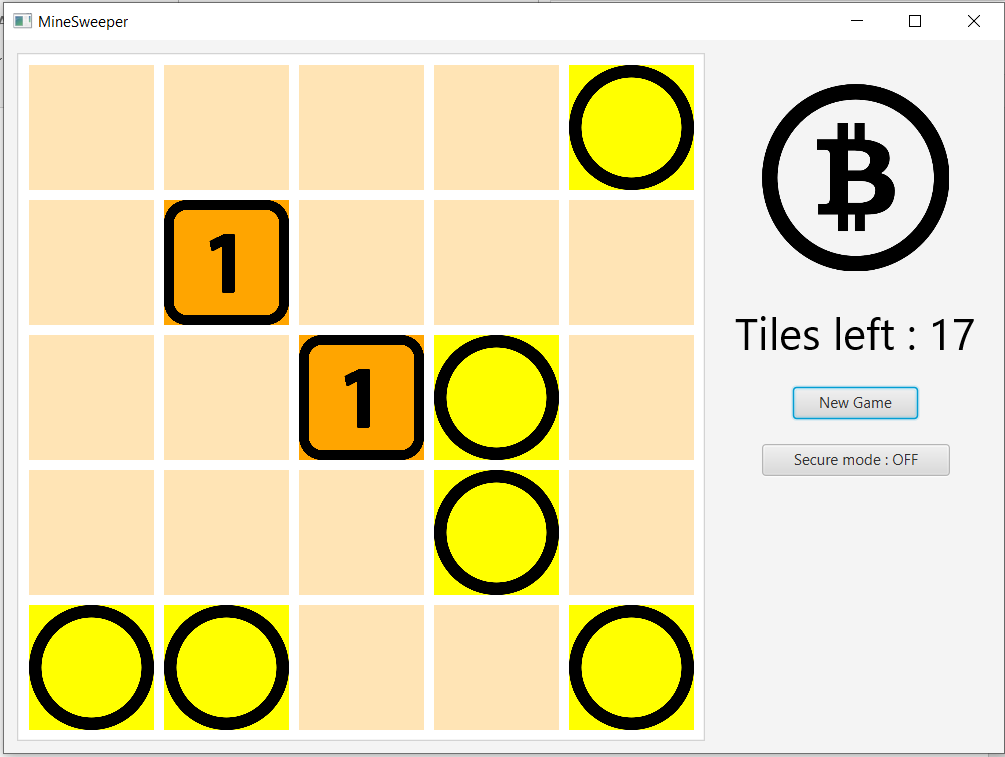 MineSweeper
1
1
Tiles left : 17
New Game
Secure mode : OFF